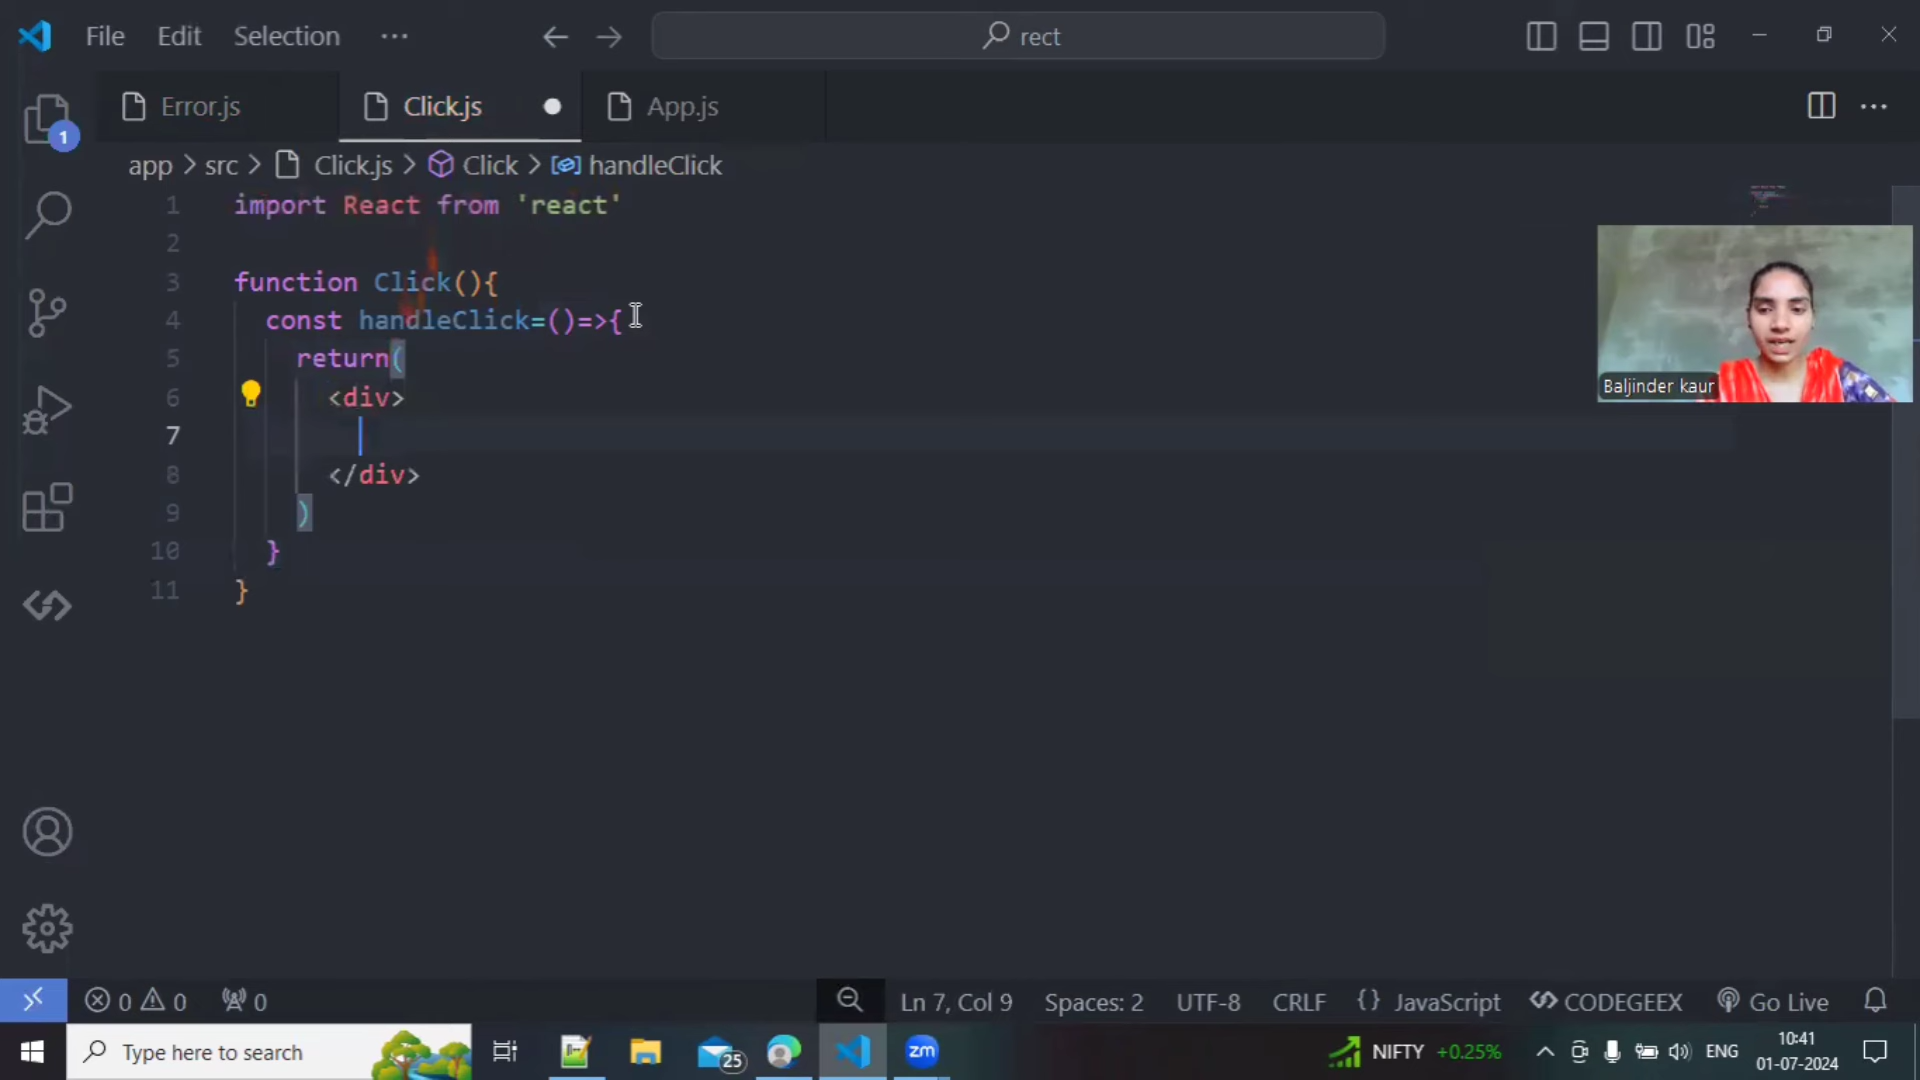 File Edit Selection ··· rect
Error.js Click.js App.js
app > src > Click.js > Click > handleClick
1 import React from 'react'
2
3 function Click(){
4 const handleClick=()=>{
5 return(
6 <div>
7
8 </div>
9 )
10 }
11 }
1
Baljinder kaur
0 0 0 Ln 7, Col 9 Spaces: 2 UTF-8 CRLF {} JavaScript CODEGEEX Go Live
Type here to search 25 zm NIFTY +0.25% ENG 10:41
01-07-2024